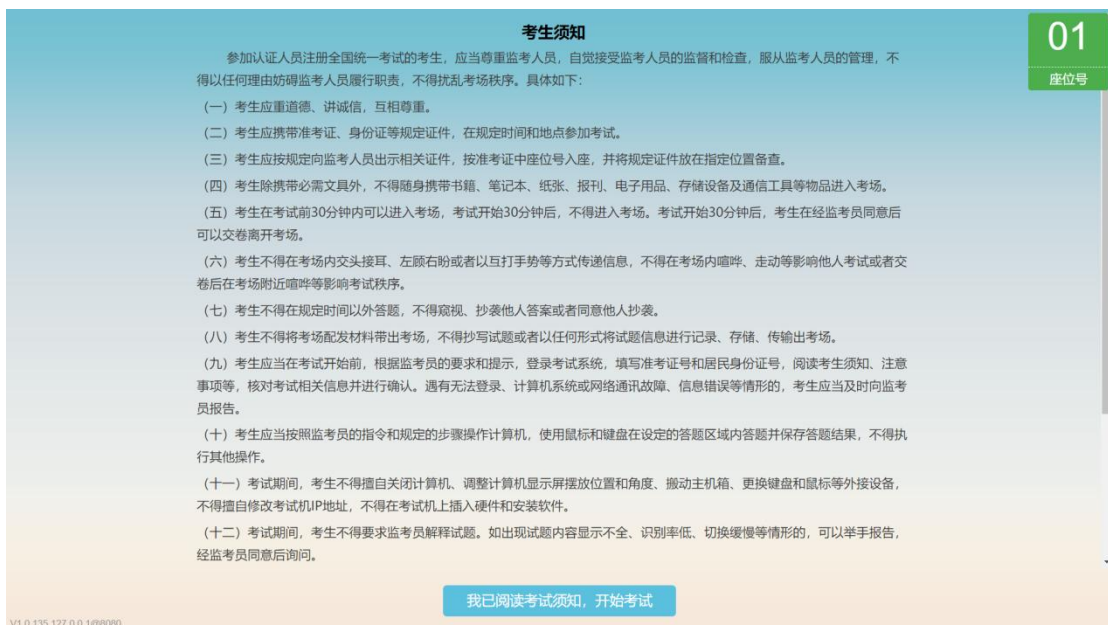 考生须知
参加认证人员注册全国统一考试的考生，应当尊重监考人员，自觉接受监考人员的监督和检查，服从监考人员的管理，不
得以任何理由妨碍监考人员履行职责，不得扰乱考场秩序。具体如下：
（一）考生应重道德、讲诚信，互相尊重。
（二）考生应携带准考证、身份证等规定证件，在规定时间和地点参加考试。
（三）考生应按规定向监考人员出示相关证件，按准考证中座位号入座，并将规定证件放在指定位置备查。
（四）考生除携带必需文具外，不得随身携带书籍、笔记本、纸张、报刊、电子用品、存储设备及通信工具等物品进入考场。
（五）考生在考试前30分钟内可以进入考场，考试开始30分钟后，不得进入考场。考试开始30分钟后，考生在经监考员同意后
可以交卷离开考场。
（六）考生不得在考场内交头接耳、左顾右盼或者以互打手势等方式传递信息，不得在考场内喧哗、走动等影响他人考试或者交
卷后在考场附近喧哗等影响考试秩序。
（七）考生不得在规定时间以外答题，不得窥视、抄袭他人答案或者同意他人抄袭。
（八）考生不得将考场配发材料带出考场，不得抄写试题或者以任何形式将试题信息进行记录、存储、传输出考场。
（九）考生应当在考试开始前，根据监考员的要求和提示，登录考试系统，填写准考证号和居民身份证号，阅读考生须知、注意
事项等，核对考试相关信息并进行确认。遇有无法登录、计算机系统或网络通讯故障、信息错误等情形的，考生应当及时向监考
员报告。
（十）考生应当按照监考员的指令和规定的步骤操作计算机，使用鼠标和键盘在设定的答题区域内答题并保存答题结果，不得执
行其他操作。
（十一）考试期间，考生不得擅自关闭计算机、调整计算机显示屏摆放位置和角度、搬动主机箱、更换键盘和鼠标等外接设备，
不得擅自修改考试机IP地址，不得在考试机上插入硬件和安装软件。
（十二）考试期间，考生不得要求监考员解释试题。如出现试题内容显示不全、识别率低、切换缓慢等情形的，可以举手报告，
经监考员同意后询问。
我已阅读考试须知，开始考试
01
座位号
V1.0.135.127.0.0.1@8080